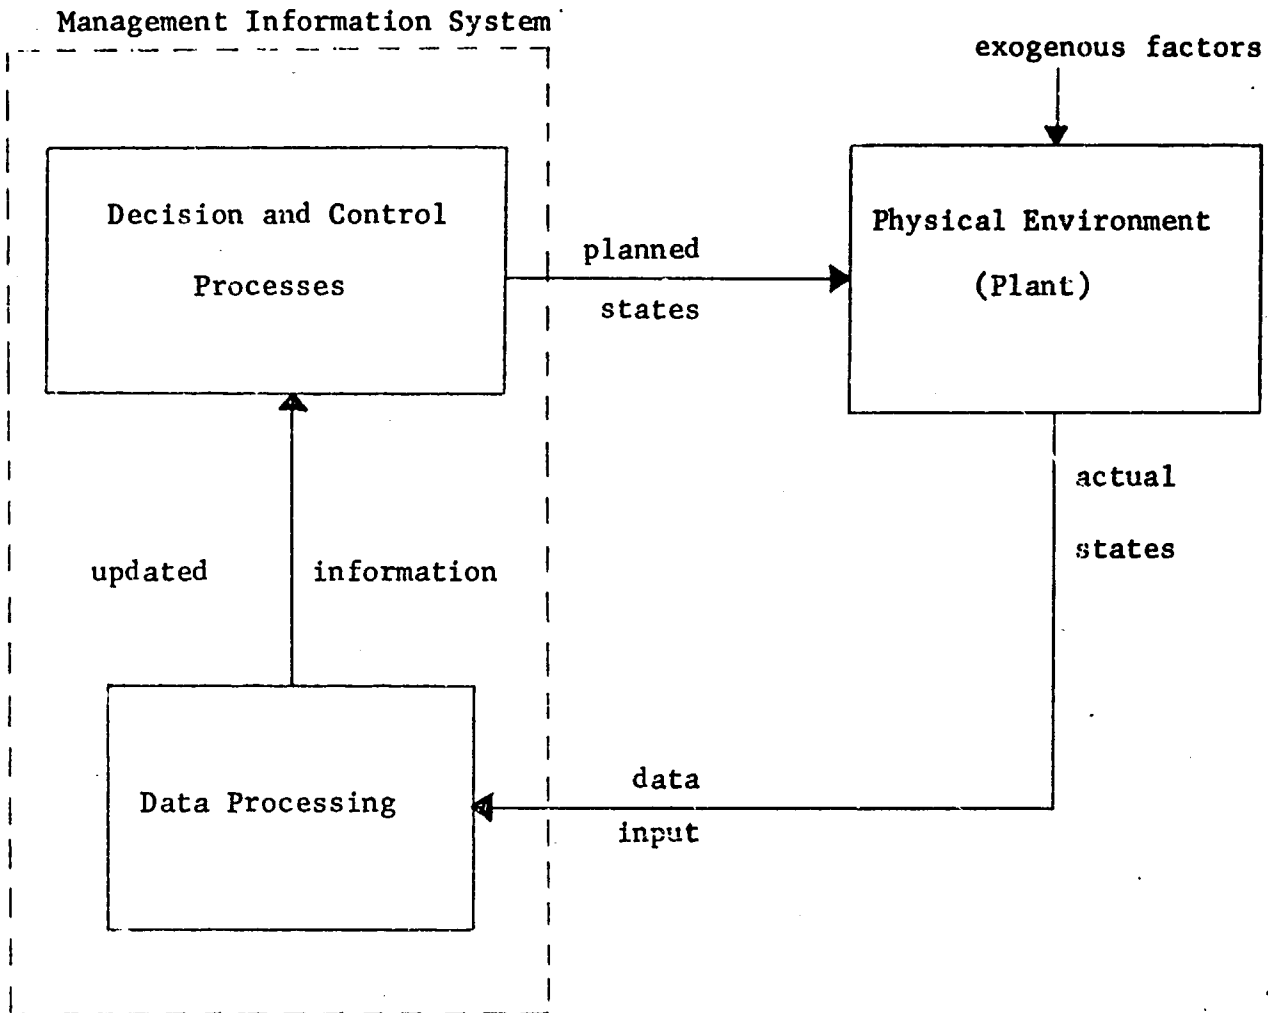 Management Information System
exogenous factors
Decision and Control
Processes
planned
states
Physical Environment
(Plant)
actual
states
updated information
Data Processing
data
input